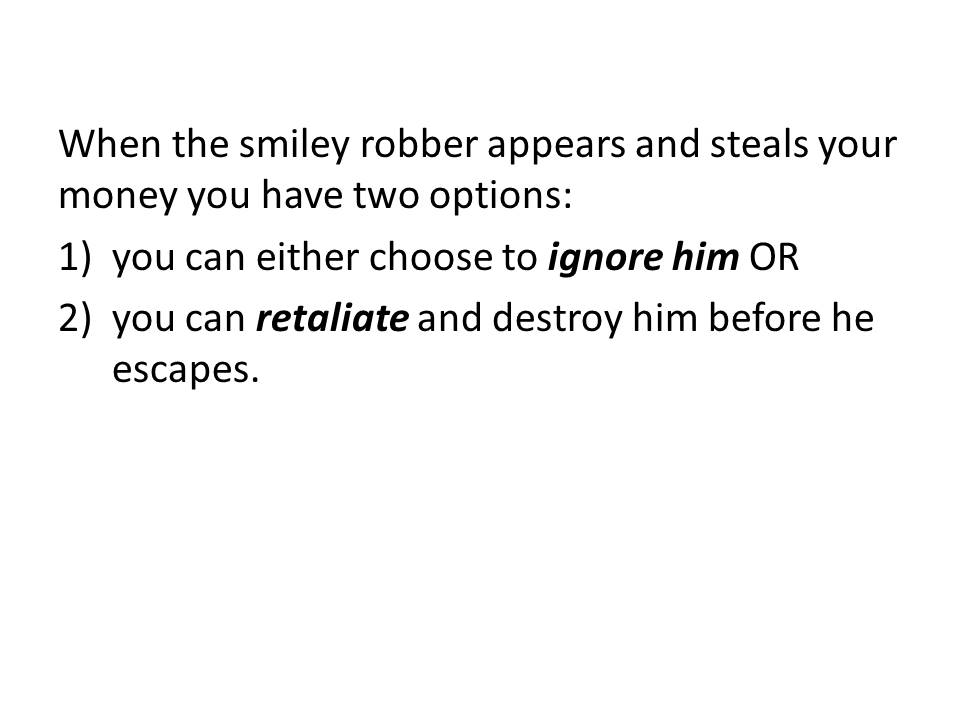 When the smiley robber appears and steals your
money you have two options:
1) you can either choose to ignore him OR
2) you can retaliate and destroy him before he
escapes.